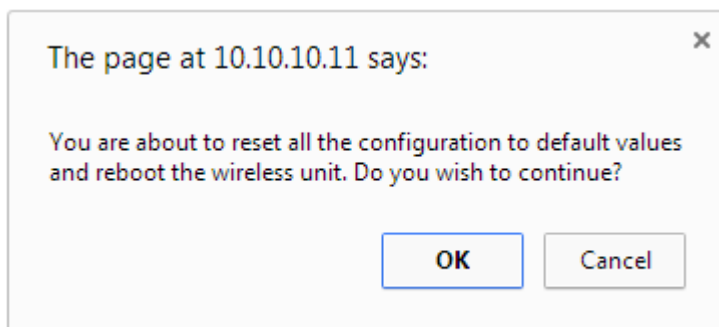 The page at 10.10.10.11 says:
You are about to reset all the configuration to default values
and reboot the wireless unit. Do you wish to continue?
OK
Cancel